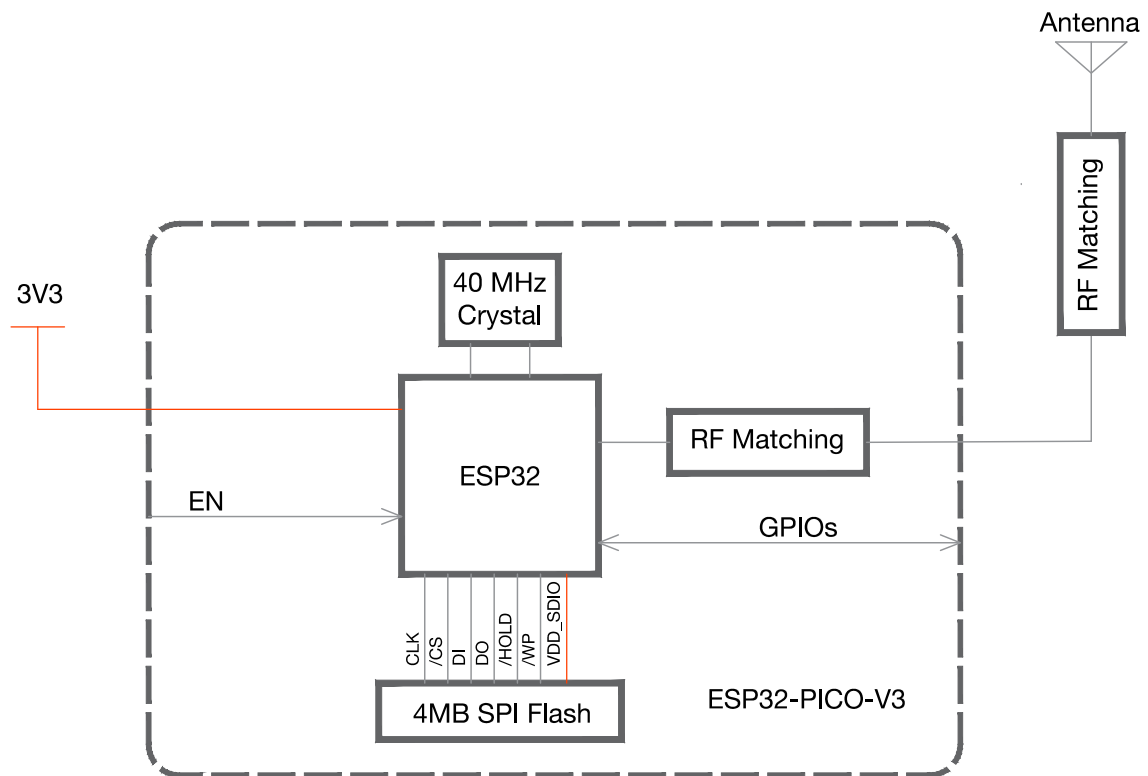 Antenna
RF Matching
3V3
40 MHz
Crystal
RF Matching
ESP32
EN
GPIOs
CLK
/CS
DI
DO
/HOLD
/WP
VDD_SDIO
4MB SPI Flash
ESP32-PICO-V3